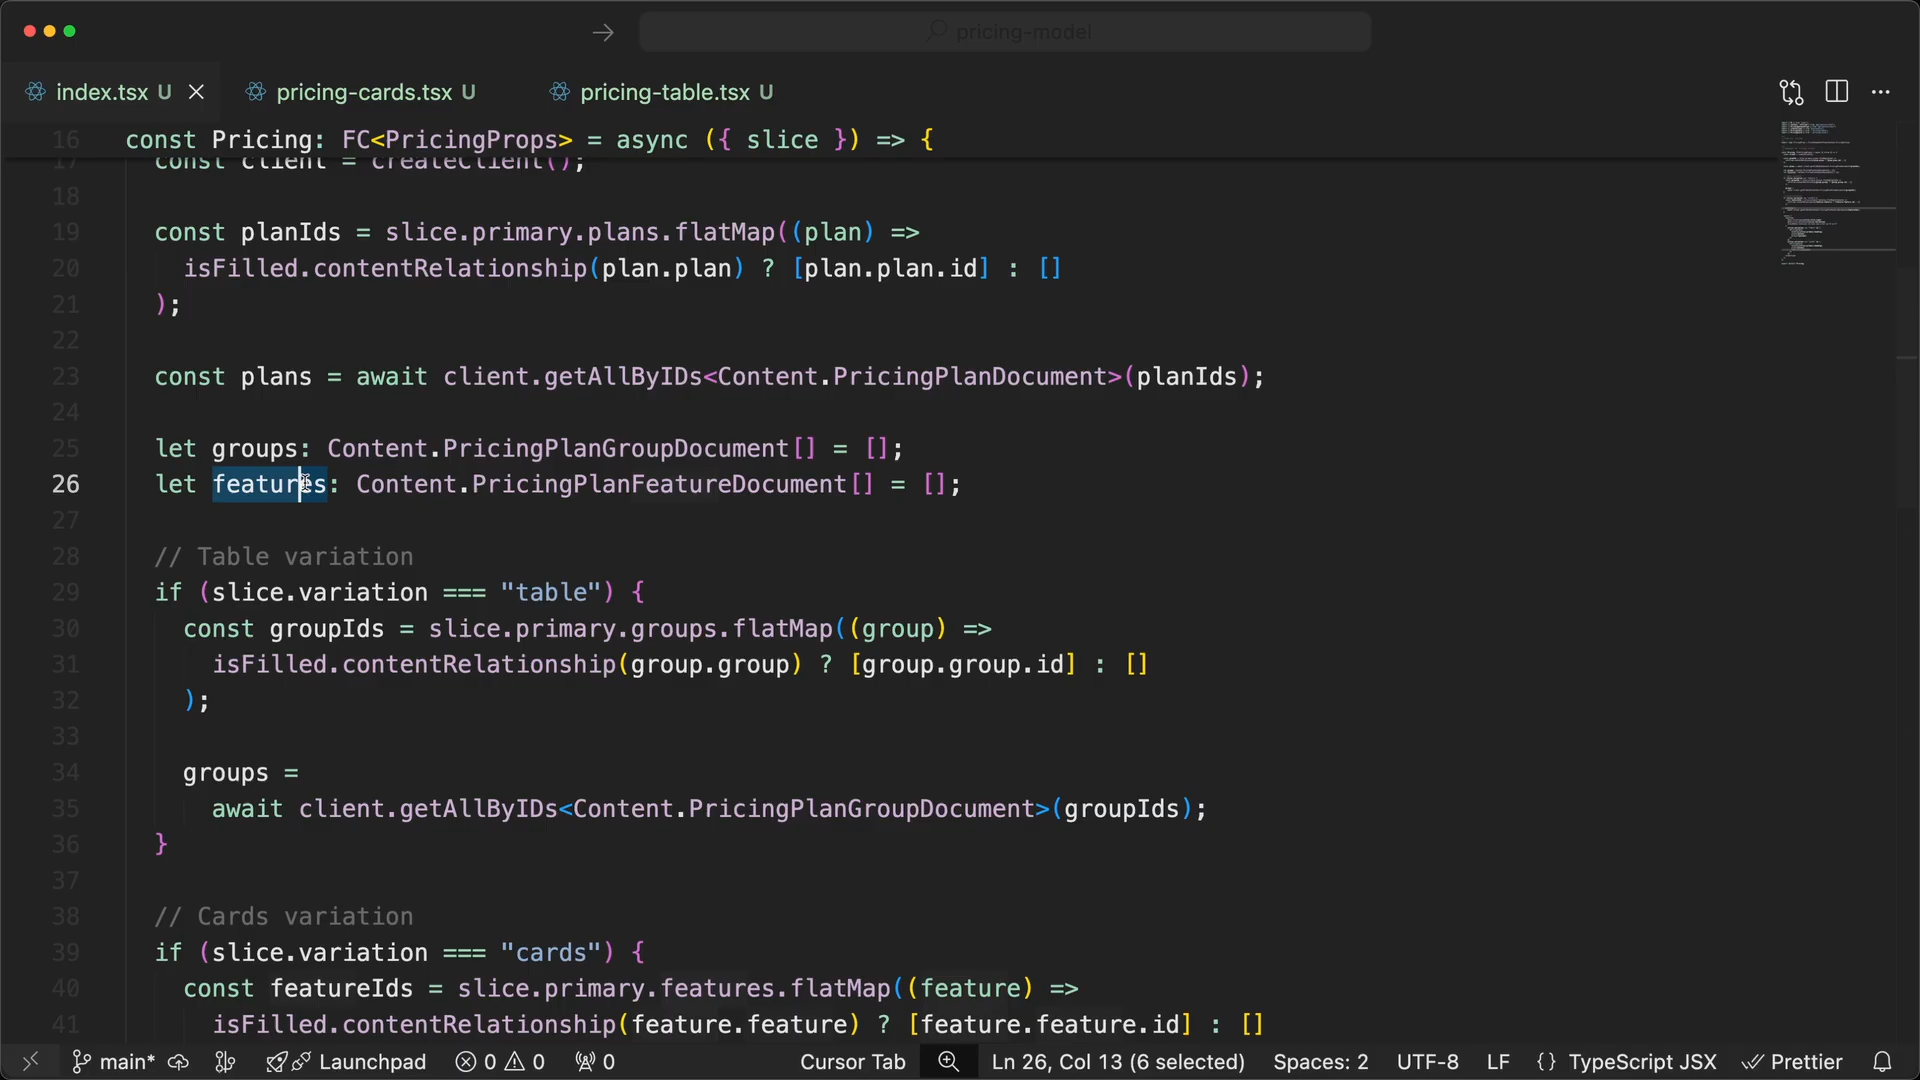 pricing-model
index.tsx U
pricing-cards.tsx U
pricing-table.tsx U
16 const Pricing: FC<PricingProps> = async ({ slice }) => {
17 const client = createClient();
18
19 const planIds = slice.primary.plans.flatMap((plan) =>
20 isFilled.contentRelationship(plan.plan) ? [plan.plan.id] : []
21 );
22
23 const plans = await client.getAllByIDs<Content.PricingPlanDocument>(planIds);
24
25 let groups: Content.PricingPlanGroupDocument[] = [];
26 let features: Content.PricingPlanFeatureDocument[] = [];
27
28 // Table variation
29 if (slice.variation === "table") {
30 const groupIds = slice.primary.groups.flatMap((group) =>
31 isFilled.contentRelationship(group.group) ? [group.group.id] : []
32 );
33
34 groups =
35 await client.getAllByIDs<Content.PricingPlanGroupDocument>(groupIds);
36 }
37
38 // Cards variation
39 if (slice.variation === "cards") {
40 const featureIds = slice.primary.features.flatMap((feature) =>
41 isFilled.contentRelationship(feature.feature) ? [feature.feature.id] : []
main* Launchpad 0 0 0 Cursor Tab Ln 26, Col 13 (6 selected) Spaces: 2 UTF-8 LF {} TypeScript JSX Prettier